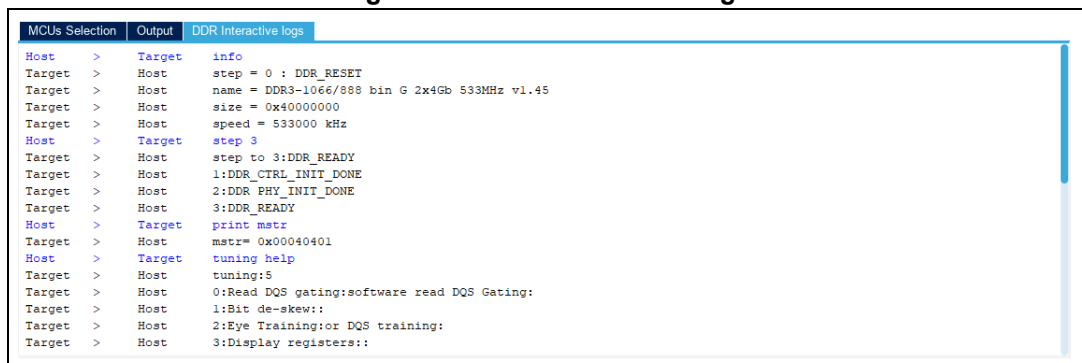 MCUs Selection Output DDR Interactive logs
Host > Target info
Target > Host step = 0 : DDR_RESET
Target > Host name = DDR3-1066/888 bin G 2x4Gb 533MHz v1.45
Target > Host size = 0x40000000
Target > Host speed = 533000 kHz
Host > Target step 3
Target > Host step to 3:DDR_READY
Target > Host 1:DDR_CTRL_INIT_DONE
Target > Host 2:DDR PHY_INIT_DONE
Target > Host 3:DDR_READY
Host > Target print mstr
Target > Host mstr= 0x00040401
Host > Target tuning help
Target > Host tuning:5
Target > Host 0:Read DQS gating:software read DQS Gating:
Target > Host 1:Bit de-skew::
Target > Host 2:Eye Training:or DQS training:
Target > Host 3:Display registers::